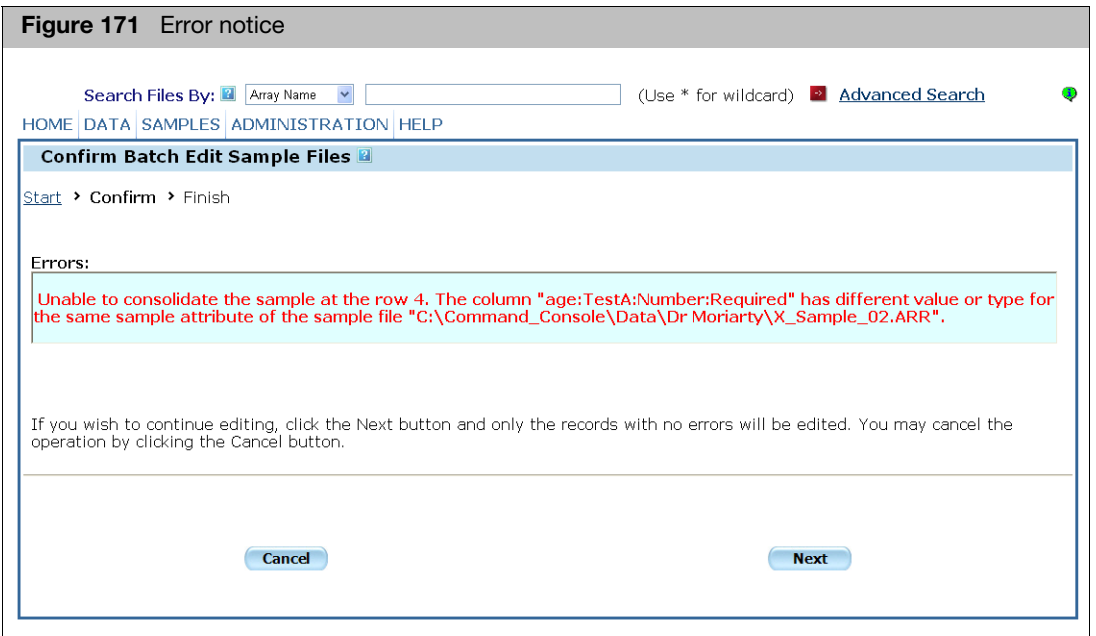 Figure 171 Error notice
Search Files By: ? Array Name (Use * for wildcard) Advanced Search
HOME DATA SAMPLES ADMINISTRATION HELP
Confirm Batch Edit Sample Files ?
Start > Confirm > Finish
Errors:
Unable to consolidate the sample at the row 4. The column "age:TestA:Number:Required" has different value or type for
the same sample attribute of the sample file "C:\Command_Console\Data\Dr Moriarty\X_Sample_02.ARR".
If you wish to continue editing, click the Next button and only the records with no errors will be edited. You may cancel the
operation by clicking the Cancel button.
Cancel Next